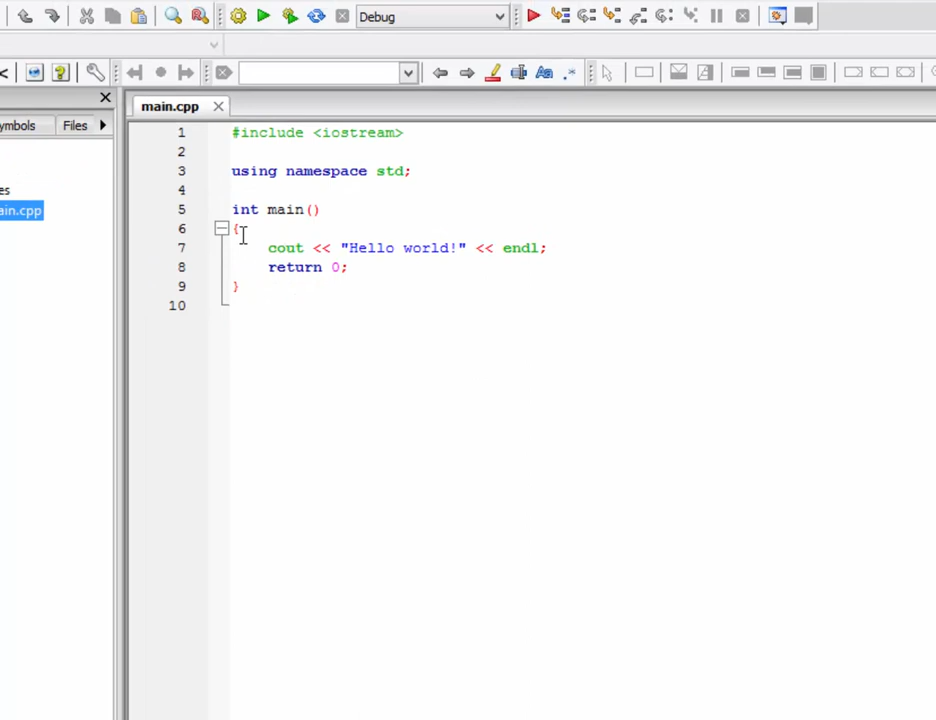 Debug
main.cpp
ymbols
Files
es
ain.cpp
1 #include <iostream>
2
3 using namespace std;
4
5 int main()
6 {
7 cout << "Hello world!" << endl;
8 return 0;
9 }
10